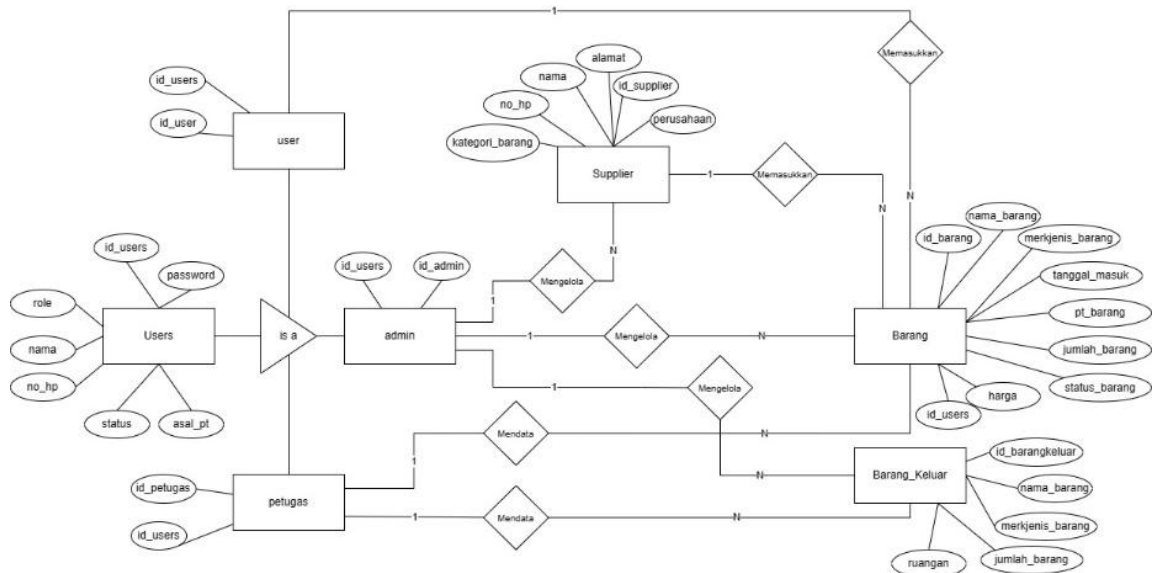 1
Memasukkan
id_users
id_user
user
alamat
nama
id_supplier
no_hp
perusahaan
kategori_barang
Supplier
1
Memasukkan
N
N
N
id_users
password
role
nama
no_hp
Users
status
asal_pt
is a
id_users
id_admin
admin
1
Mengelola
1
Mengelola
N
1
Mengelola
N
nama_barang
id_barang
merkjenis_barang
tanggal_masuk
pt_barang
jumlah_barang
status_barang
harga
id_users
Barang
id_petugas
id_users
petugas
1
Mendata
N
1
Mendata
N
Barang_Keluar
id_barangkeluar
nama_barang
merkjenis_barang
jumlah_barang
ruangan